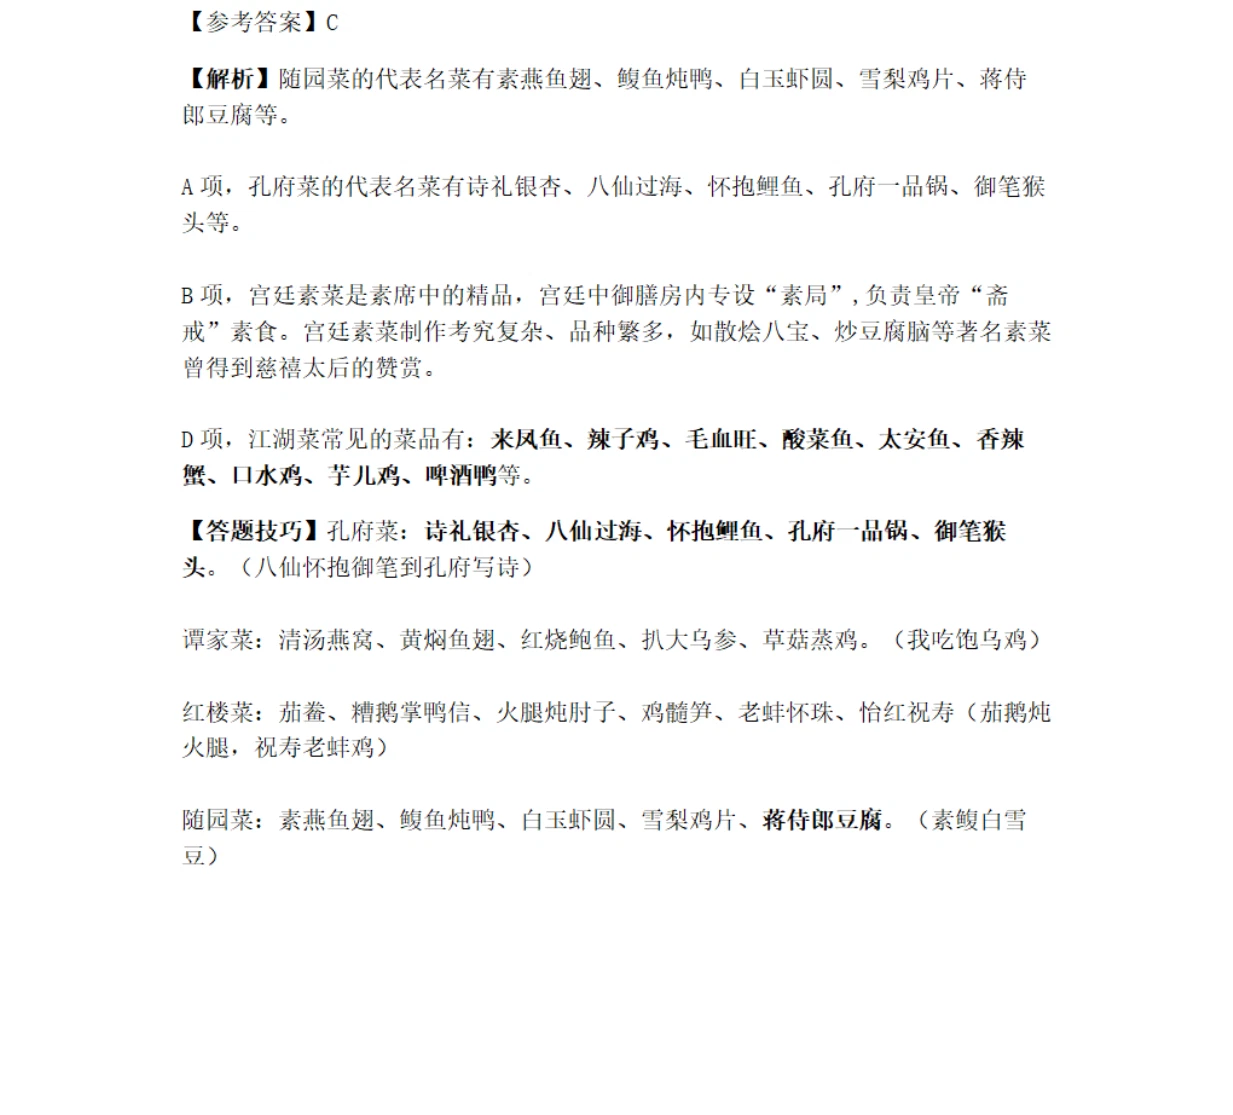 【参考答案】C
【解析】随园菜的代表名菜有素燕鱼翅、鳆鱼炖鸭、白玉虾圆、雪梨鸡片、蒋侍
郎豆腐等。
A 项，孔府菜的代表名菜有诗礼银杏、八仙过海、怀抱鲤鱼、孔府一品锅、御笔猴
头等。
B 项，宫廷素菜是素席中的精品，宫廷中御膳房内专设“素局”,负责皇帝“斋
戒”素食。宫廷素菜制作考究复杂、品种繁多，如散烩八宝、炒豆腐脑等著名素菜
曾得到慈禧太后的赞赏。
D 项，江湖菜常见的菜品有：来凤鱼、辣子鸡、毛血旺、酸菜鱼、太安鱼、香辣
蟹、口水鸡、芋儿鸡、啤酒鸭等。
【答题技巧】孔府菜：诗礼银杏、八仙过海、怀抱鲤鱼、孔府一品锅、御笔猴
头。（八仙怀抱御笔到孔府写诗）
谭家菜：清汤燕窝、黄焖鱼翅、红烧鲍鱼、扒大乌参、草菇蒸鸡。（我吃饱乌鸡）
红楼菜：茄鲞、糟鹅掌鸭信、火腿炖肘子、鸡髓笋、老蚌怀珠、怡红祝寿（茄鹅炖
火腿，祝寿老蚌鸡）
随园菜：素燕鱼翅、鳆鱼炖鸭、白玉虾圆、雪梨鸡片、蒋侍郎豆腐。（素鳆白雪
豆）